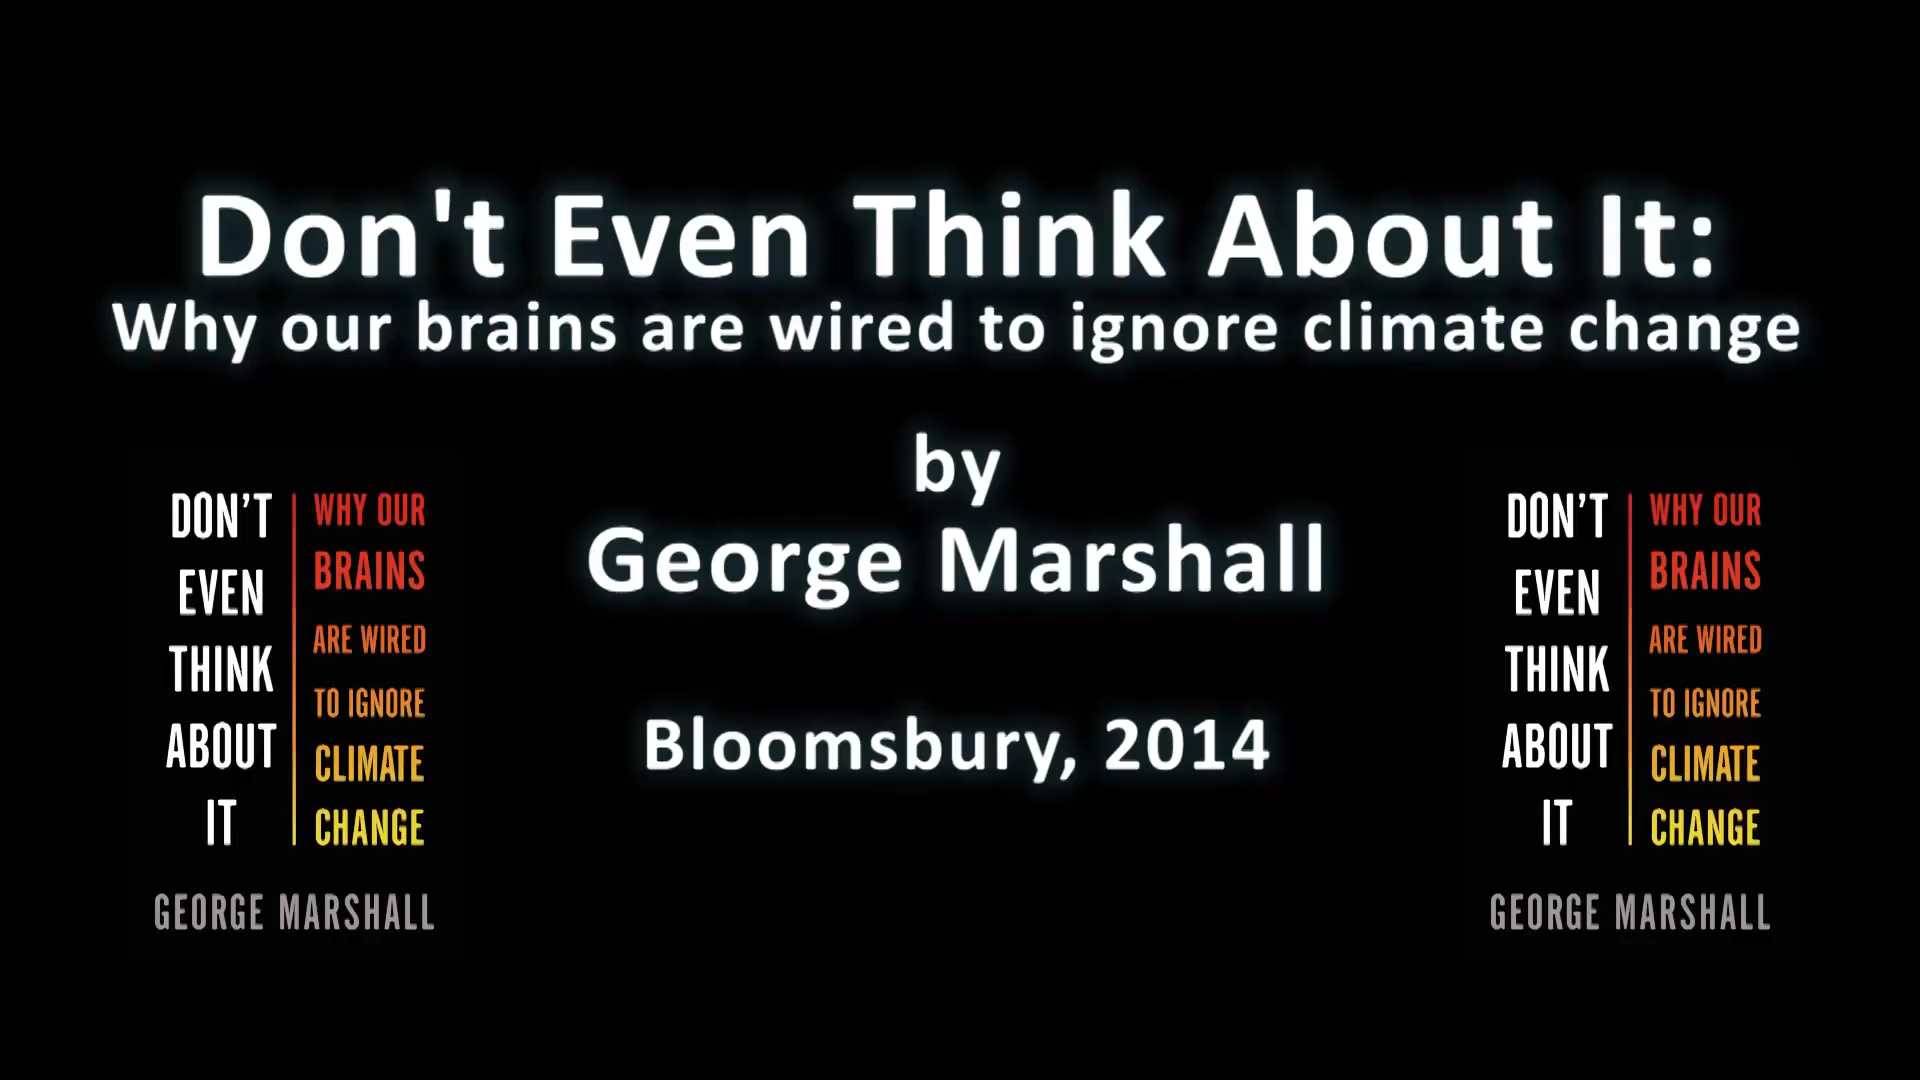 Don't Even Think About It:
Why our brains are wired to ignore climate change
by
George Marshall
Bloomsbury, 2014
DON'T
EVEN
THINK
ABOUT
IT
WHY OUR
BRAINS
ARE WIRED
TO IGNORE
CLIMATE
CHANGE
GEORGE MARSHALL
DON'T
EVEN
THINK
ABOUT
IT
WHY OUR
BRAINS
ARE WIRED
TO IGNORE
CLIMATE
CHANGE
GEORGE MARSHALL